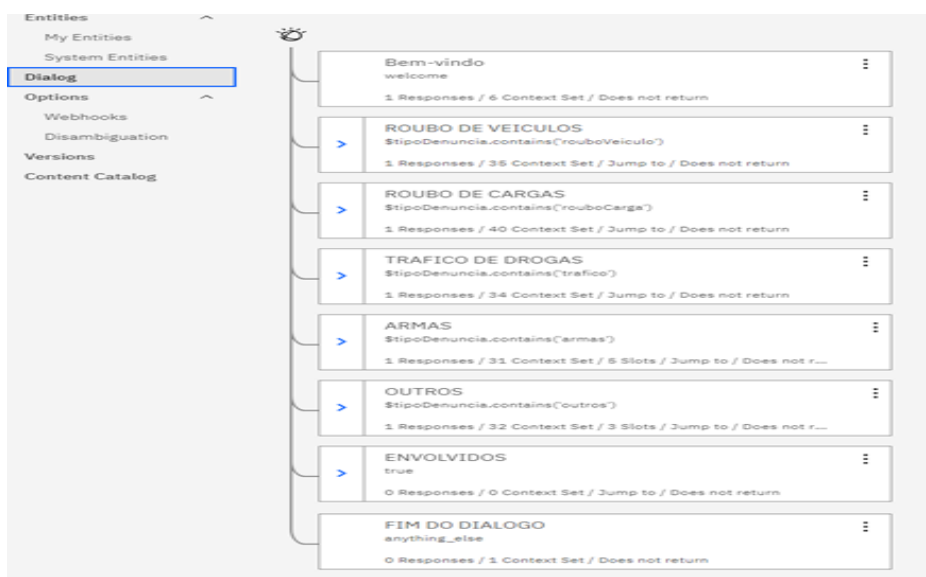 Entities
My Entities
System Entities
Dialog
Options
Webhooks
Disambiguation
Versions
Content Catalog
Bem-vindo
welcome
1 Responses / 6 Context Set / Does not return
ROUBO DE VEICULOS
$tipoDenuncia.contains('rouboVeiculo')
1 Responses / 35 Context Set / Jump to / Does not return
ROUBO DE CARGAS
$tipoDenuncia.contains('rouboCarga')
1 Responses / 40 Context Set / Jump to / Does not return
TRAFICO DE DROGAS
$tipoDenuncia.contains('trafico')
1 Responses / 34 Context Set / Jump to / Does not return
ARMAS
$tipoDenuncia.contains('armas')
1 Responses / 31 Context Set / 5 Slots / Jump to / Does not r...
OUTROS
$tipoDenuncia.contains('outros')
1 Responses / 32 Context Set / 3 Slots / Jump to / Does not r...
ENVOLVIDOS
true
0 Responses / 0 Context Set / Jump to / Does not return
FIM DO DIALOGO
anything_else
0 Responses / 1 Context Set / Does not return